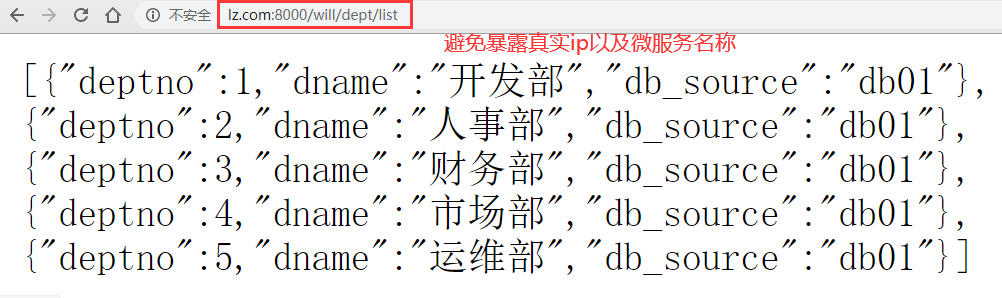 不安全 lz.com:8000/will/dept/list
避免暴露真实ip以及微服务名称
[{"deptno":1,"dname":"开发部","db_source":"db01"},
{"deptno":2,"dname":"人事部","db_source":"db01"},
{"deptno":3,"dname":"财务部","db_source":"db01"},
{"deptno":4,"dname":"市场部","db_source":"db01"},
{"deptno":5,"dname":"运维部","db_source":"db01"}]